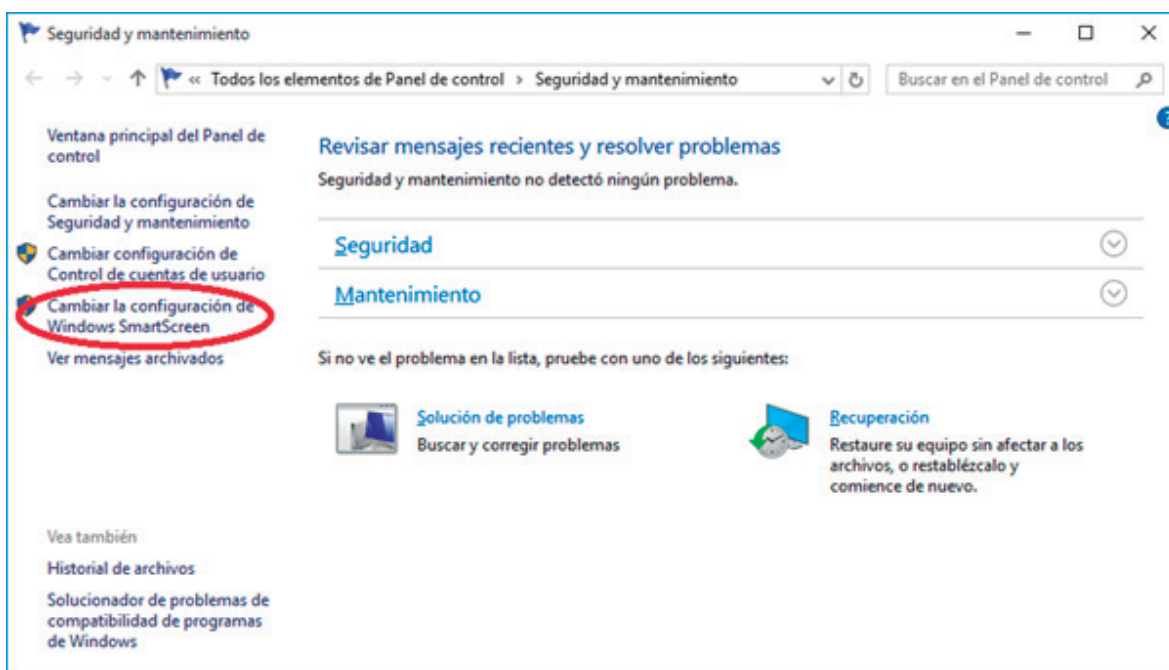 Seguridad y mantenimiento
« Todos los elementos de Panel de control > Seguridad y mantenimiento
Buscar en el Panel de control
Ventana principal del Panel de
control
Cambiar la configuración de
Seguridad y mantenimiento
Cambiar configuración de
Control de cuentas de usuario
Cambiar la configuración de
Windows SmartScreen
Ver mensajes archivados
Revisar mensajes recientes y resolver problemas
Seguridad y mantenimiento no detectó ningún problema.
Seguridad
Mantenimiento
Si no ve el problema en la lista, pruebe con uno de los siguientes:
Solución de problemas
Buscar y corregir problemas
Recuperación
Restaure su equipo sin afectar a los
archivos, o restablézcalo y
comience de nuevo.
Vea también
Historial de archivos
Solucionador de problemas de
compatibilidad de programas
de Windows